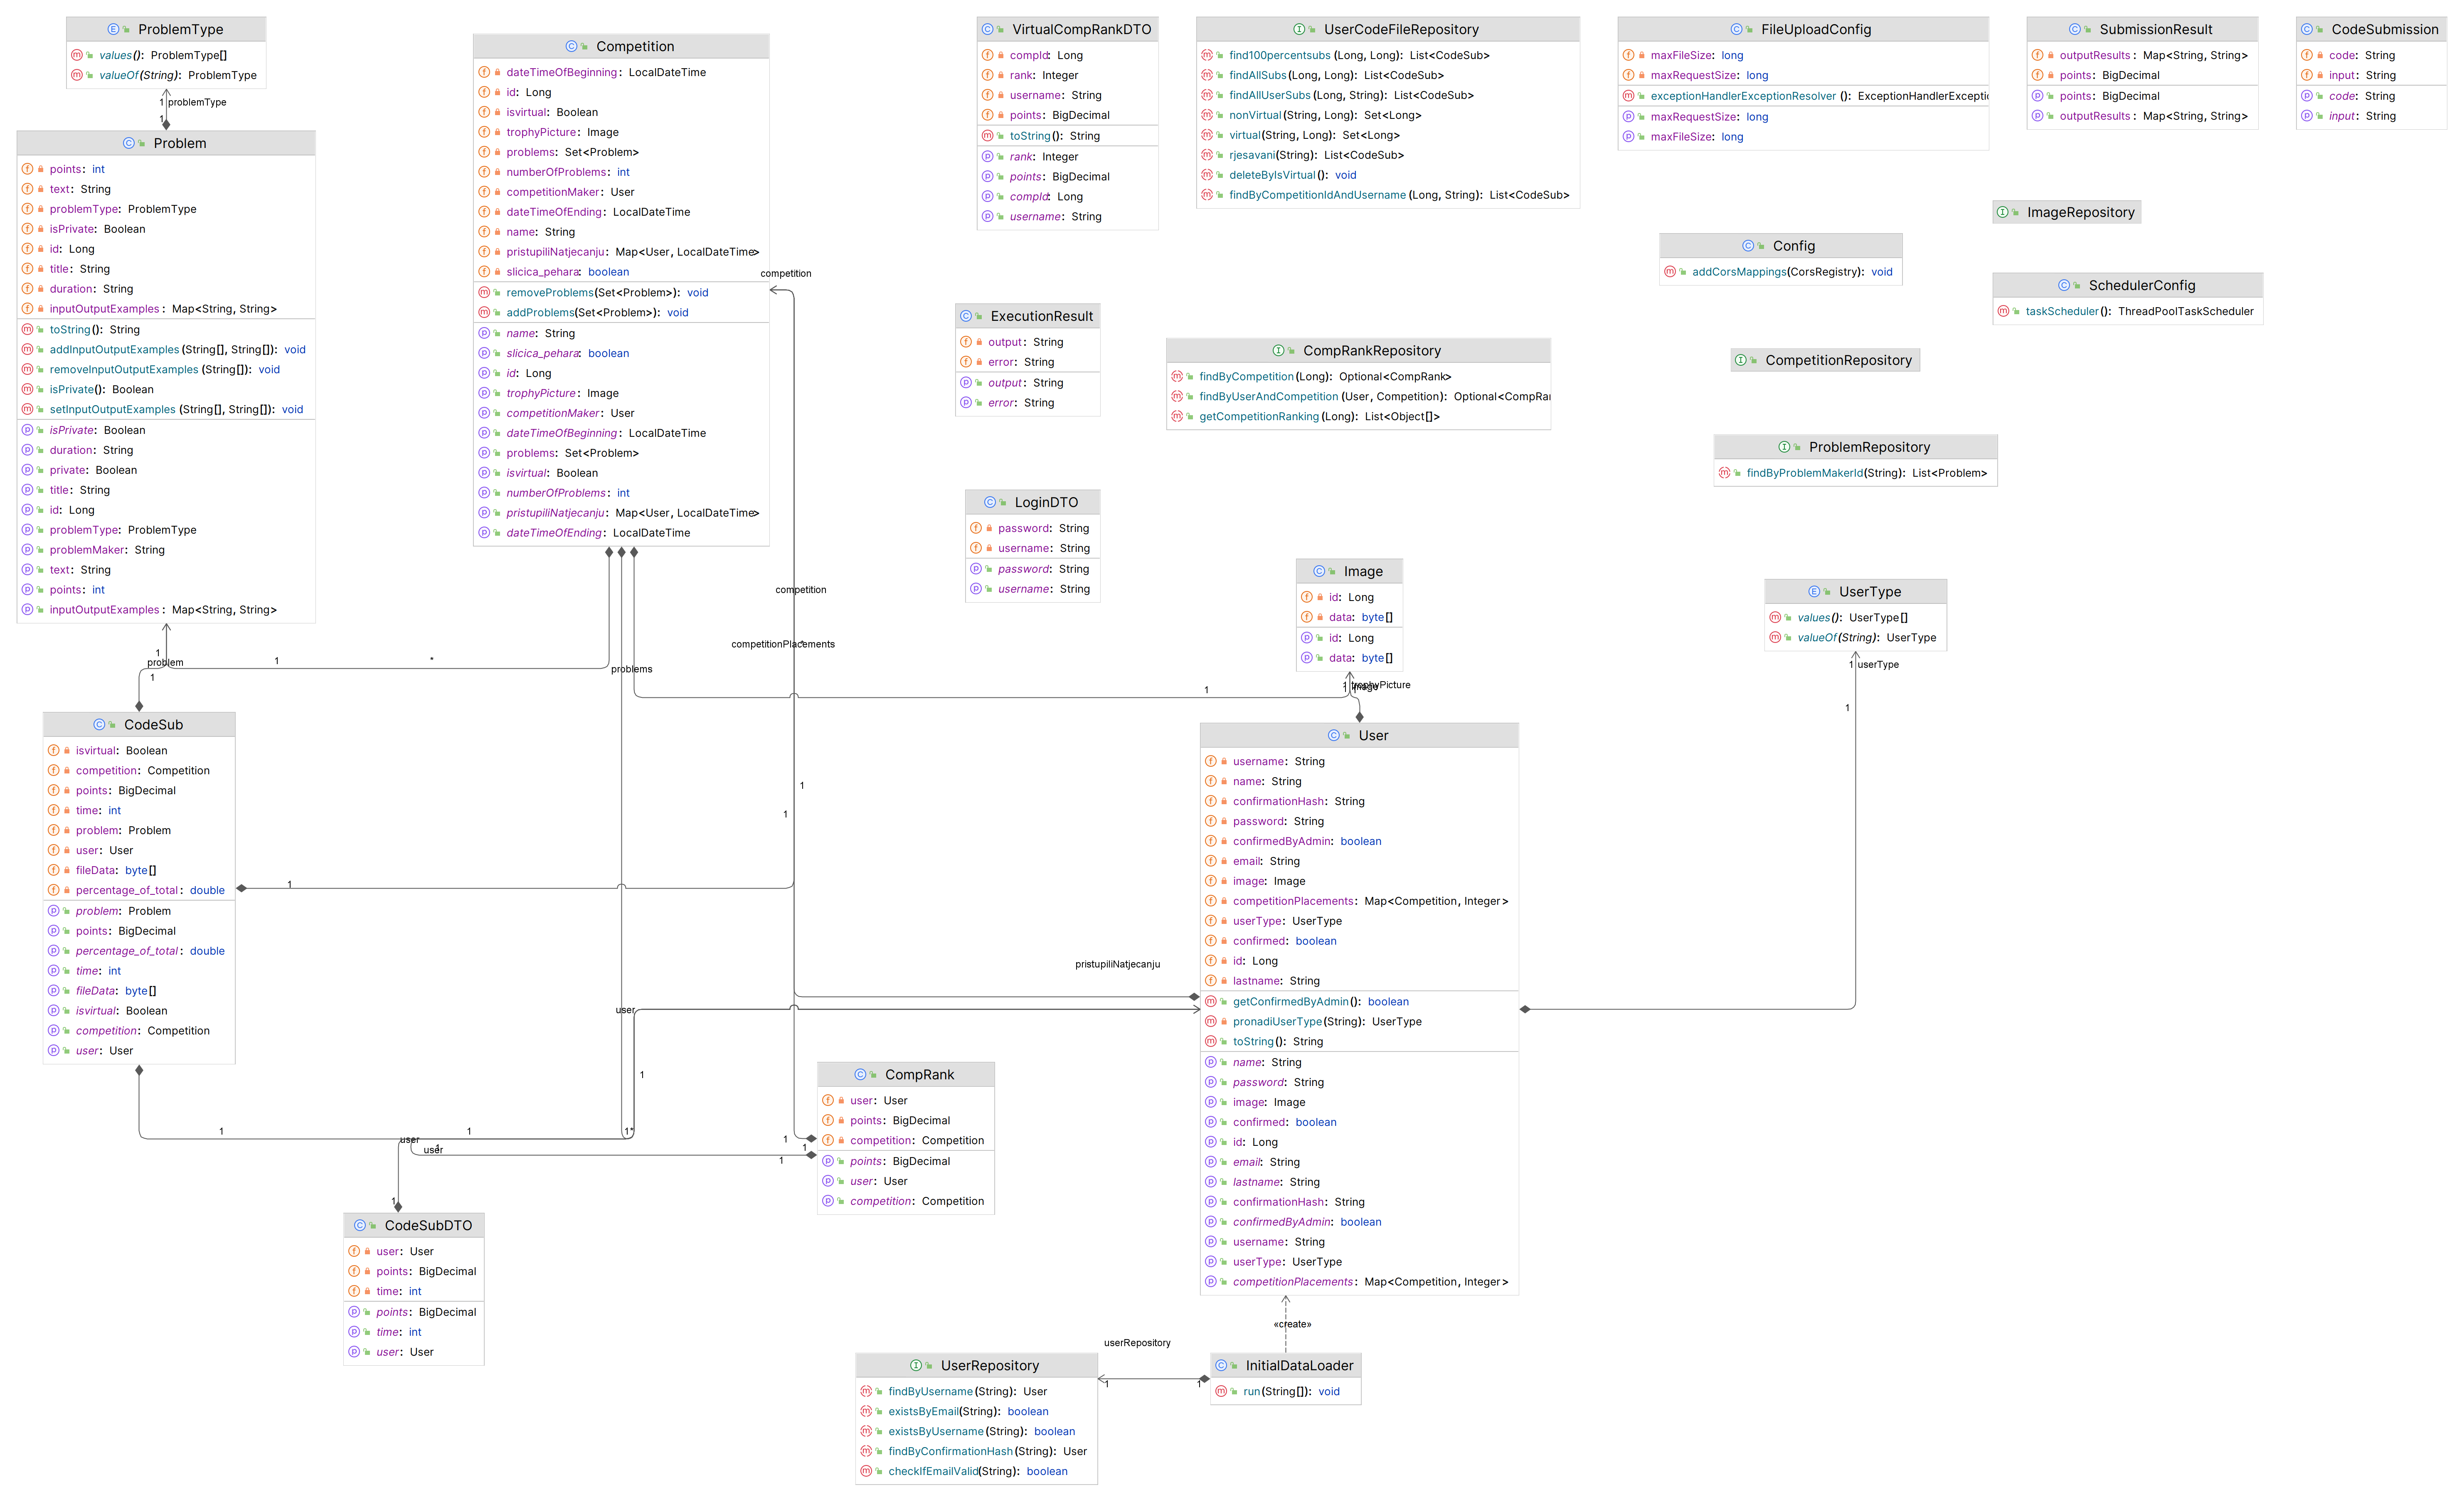 ProblemType
values(): ProblemType[]
valueOf(String): ProblemType
1
problemType
1
Problem
points: int
text: String
problemType: ProblemType
isPrivate: Boolean
id: Long
title: String
duration: String
inputOutputExamples: Map<String, String>
toString(): String
addInputOutputExamples(String[], String[]): void
removeInputOutputExamples(String[]): void
isPrivate(): Boolean
setInputOutputExamples(String[], String[]): void
isPrivate: Boolean
duration: String
private: Boolean
title: String
id: Long
problemType: ProblemType
problemMaker: String
text: String
points: int
inputOutputExamples: Map<String, String>
1
problem
1
1
*
problems
CodeSub
isvirtual: Boolean
competition: Competition
points: BigDecimal
time: int
problem: Problem
user: User
fileData: byte[]
percentage_of_total: double
problem: Problem
points: BigDecimal
percentage_of_total: double
time: int
fileData: byte[]
isvirtual: Boolean
competition: Competition
user: User
1
1
1
user
user
1
1
1*
user
1
CodeSubDTO
user: User
points: BigDecimal
time: int
points: BigDecimal
time: int
user: User
Competition
dateTimeOfBeginning: LocalDateTime
id: Long
isvirtual: Boolean
trophyPicture: Image
problems: Set<Problem>
numberOfProblems: int
competitionMaker: User
dateTimeOfEnding: LocalDateTime
name: String
pristupiliNatjecanju: Map<User, LocalDateTime>
slicica_pehara: boolean
removeProblems(Set<Problem>): void
addProblems(Set<Problem>): void
name: String
slicica_pehara: boolean
id: Long
trophyPicture: Image
competitionMaker: User
dateTimeOfBeginning: LocalDateTime
problems: Set<Problem>
isvirtual: Boolean
numberOfProblems: int
pristupiliNatjecanju: Map<User, LocalDateTime>
dateTimeOfEnding: LocalDateTime
competition
competition
competitionPlacements
*
1
1
pristupiliNatjecanju
CompRank
user: User
points: BigDecimal
competition: Competition
points: BigDecimal
user: User
competition: Competition
1
1
1
VirtualCompRankDTO
compId: Long
rank: Integer
username: String
points: BigDecimal
toString(): String
rank: Integer
points: BigDecimal
compId: Long
username: String
ExecutionResult
output: String
error: String
output: String
error: String
LoginDTO
password: String
username: String
password: String
username: String
UserCodeFileRepository
find100percentsubs(Long, Long): List<CodeSub>
findAllSubs(Long, Long): List<CodeSub>
findAllUserSubs(Long, String): List<CodeSub>
nonVirtual(String, Long): Set<Long>
virtual(String, Long): Set<Long>
rjesavani(String): List<CodeSub>
deleteByIsVirtual(): void
findByCompetitionIdAndUsername(Long, String): List<CodeSub>
CompRankRepository
findByCompetition(Long): Optional<CompRank>
findByUserAndCompetition(User, Competition): Optional<CompRa
getCompetitionRanking(Long): List<Object[]>
Image
id: Long
data: byte[]
id: Long
data: byte[]
1
1
trophyPicture
User
username: String
name: String
confirmationHash: String
password: String
confirmedByAdmin: boolean
email: String
image: Image
competitionPlacements: Map<Competition, Integer>
userType: UserType
confirmed: boolean
id: Long
lastname: String
getConfirmedByAdmin(): boolean
pronadiUserType(String): UserType
toString(): String
name: String
password: String
image: Image
confirmed: boolean
id: Long
email: String
lastname: String
confirmationHash: String
confirmedByAdmin: boolean
username: String
userType: UserType
competitionPlacements: Map<Competition, Integer>
«create»
userRepository
1
1
UserRepository
findByUsername(String): User
existsByEmail(String): boolean
existsByUsername(String): boolean
findByConfirmationHash(String): User
checkIfEmailValid(String): boolean
InitialDataLoader
run(String[]): void
FileUploadConfig
maxFileSize: long
maxRequestSize: long
exceptionHandlerExceptionResolver(): ExceptionHandlerExceptic
maxRequestSize: long
maxFileSize: long
Config
addCorsMappings(CorsRegistry): void
CompetitionRepository
ProblemRepository
findByProblemMakerId(String): List<Problem>
UserType
values(): UserType[]
valueOf(String): UserType
1
userType
1
SubmissionResult
outputResults: Map<String, String>
points: BigDecimal
points: BigDecimal
outputResults: Map<String, String>
ImageRepository
SchedulerConfig
taskScheduler(): ThreadPoolTaskScheduler
CodeSubmission
code: String
input: String
code: String
input: String